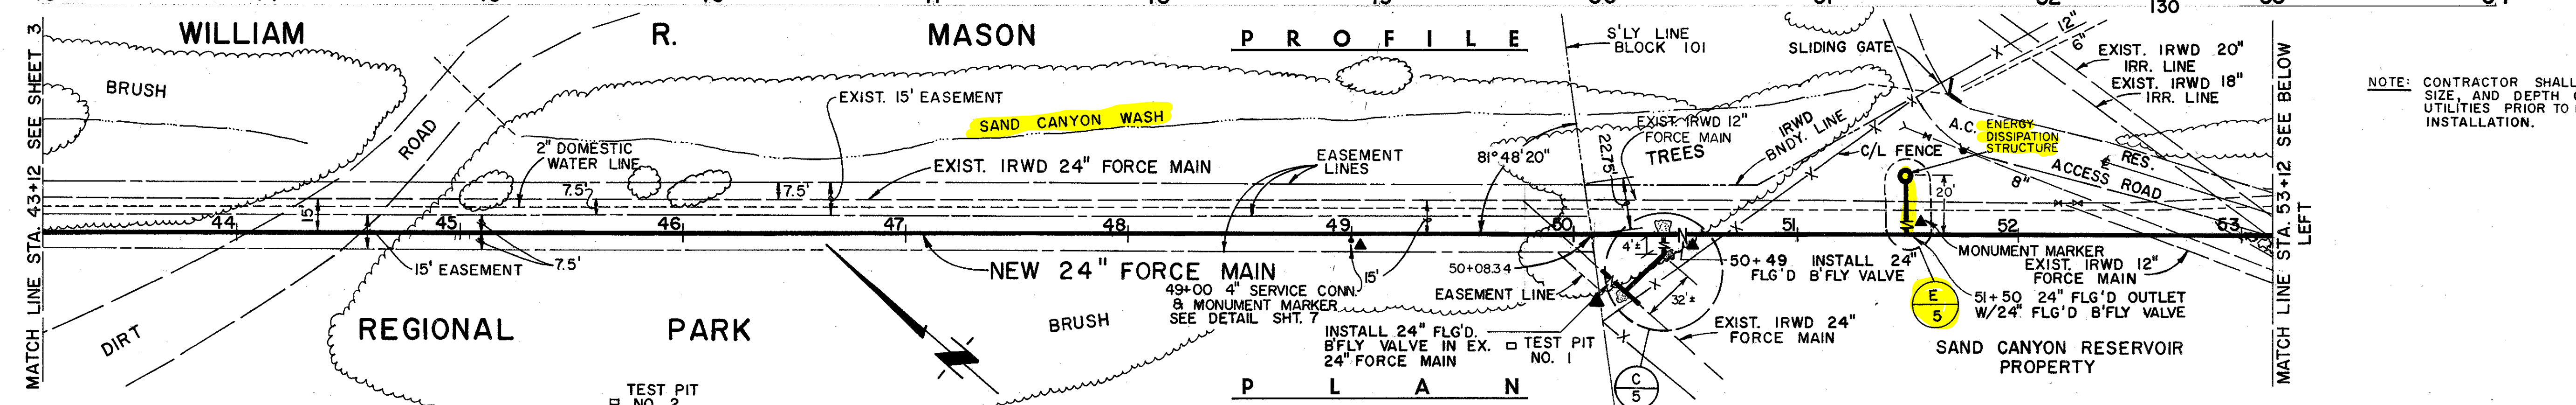 130
WILLIAM R. MASON
PROFILE
S'LY LINE
BLOCK 101
SLIDING GATE
12"
6"
EXIST. IRWD 20"
IRR. LINE
EXIST. IRWD 18"
IRR. LINE
NOTE: CONTRACTOR SHALL
SIZE, AND DEPTH
UTILITIES PRIOR TO
INSTALLATION.
MATCH LINE STA. 43+12 SEE SHEET 3
BRUSH
ROAD
EXIST. 15' EASEMENT
SAND CANYON WASH
2" DOMESTIC
WATER LINE
EXIST. IRWD 24" FORCE MAIN
EASEMENT
LINES
81°48'20"
22.75'
EXIST. IRWD 12"
FORCE MAIN
TREES
IRWD
BNDY. LINE
C/L FENCE
A.C.
ENERGY
DISSIPATION
STRUCTURE
RES.
ACCESS ROAD
8"
20'
7.5'
7.5'
15'
44
45
46
47
48
49
50
51
52
53
15' EASEMENT
7.5'
NEW 24" FORCE MAIN
15'
49+00 4" SERVICE CONN.
& MONUMENT MARKER
SEE DETAIL SHT. 7
50+08.34
EASEMENT LINE
4'±
32'±
N
50+49 INSTALL 24"
FLG'D B'FLY VALVE
MONUMENT MARKER
EXIST. IRWD 12"
FORCE MAIN
51+50 24" FLG'D OUTLET
W/24" FLG'D B'FLY VALVE
E
5
DIRT
REGIONAL PARK
BRUSH
INSTALL 24" FLG'D.
B'FLY VALVE IN EX.
24" FORCE MAIN
TEST PIT
NO. 1
EXIST. IRWD 24"
FORCE MAIN
SAND CANYON RESERVOIR
PROPERTY
MATCH LINE STA. 53+12 SEE BELOW
LEFT
TEST PIT
NO. 2
PLAN
C
5